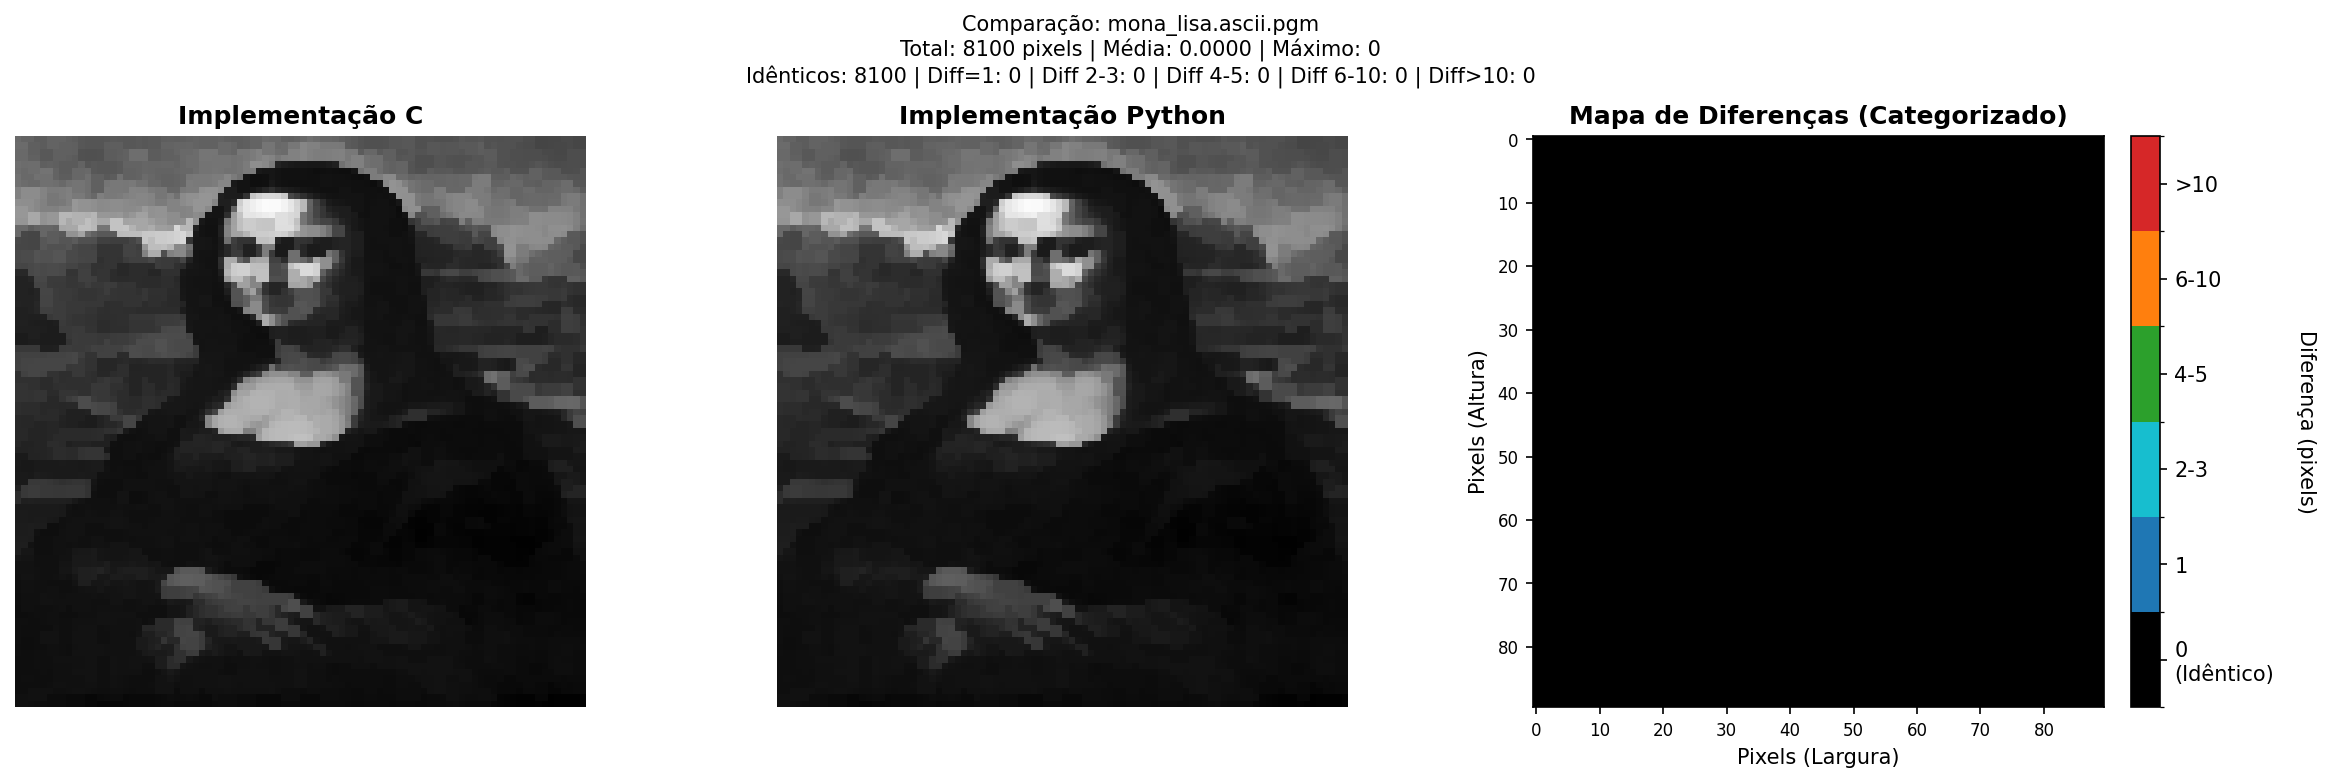 Comparação: mona_lisa.ascii.pgm
Total: 8100 pixels | Média: 0.0000 | Máximo: 0
Idênticos: 8100 | Diff=1: 0 | Diff 2-3: 0 | Diff 4-5: 0 | Diff 6-10: 0 | Diff>10: 0
Implementação C
Implementação Python
Mapa de Diferenças (Categorizado)
0
10
20
30
40
50
60
70
80
Pixels (Altura)
0 10 20 30 40 50 60 70 80
Pixels (Largura)
>10
6-10
4-5
2-3
1
0
(Idêntico)
Diferença (pixels)